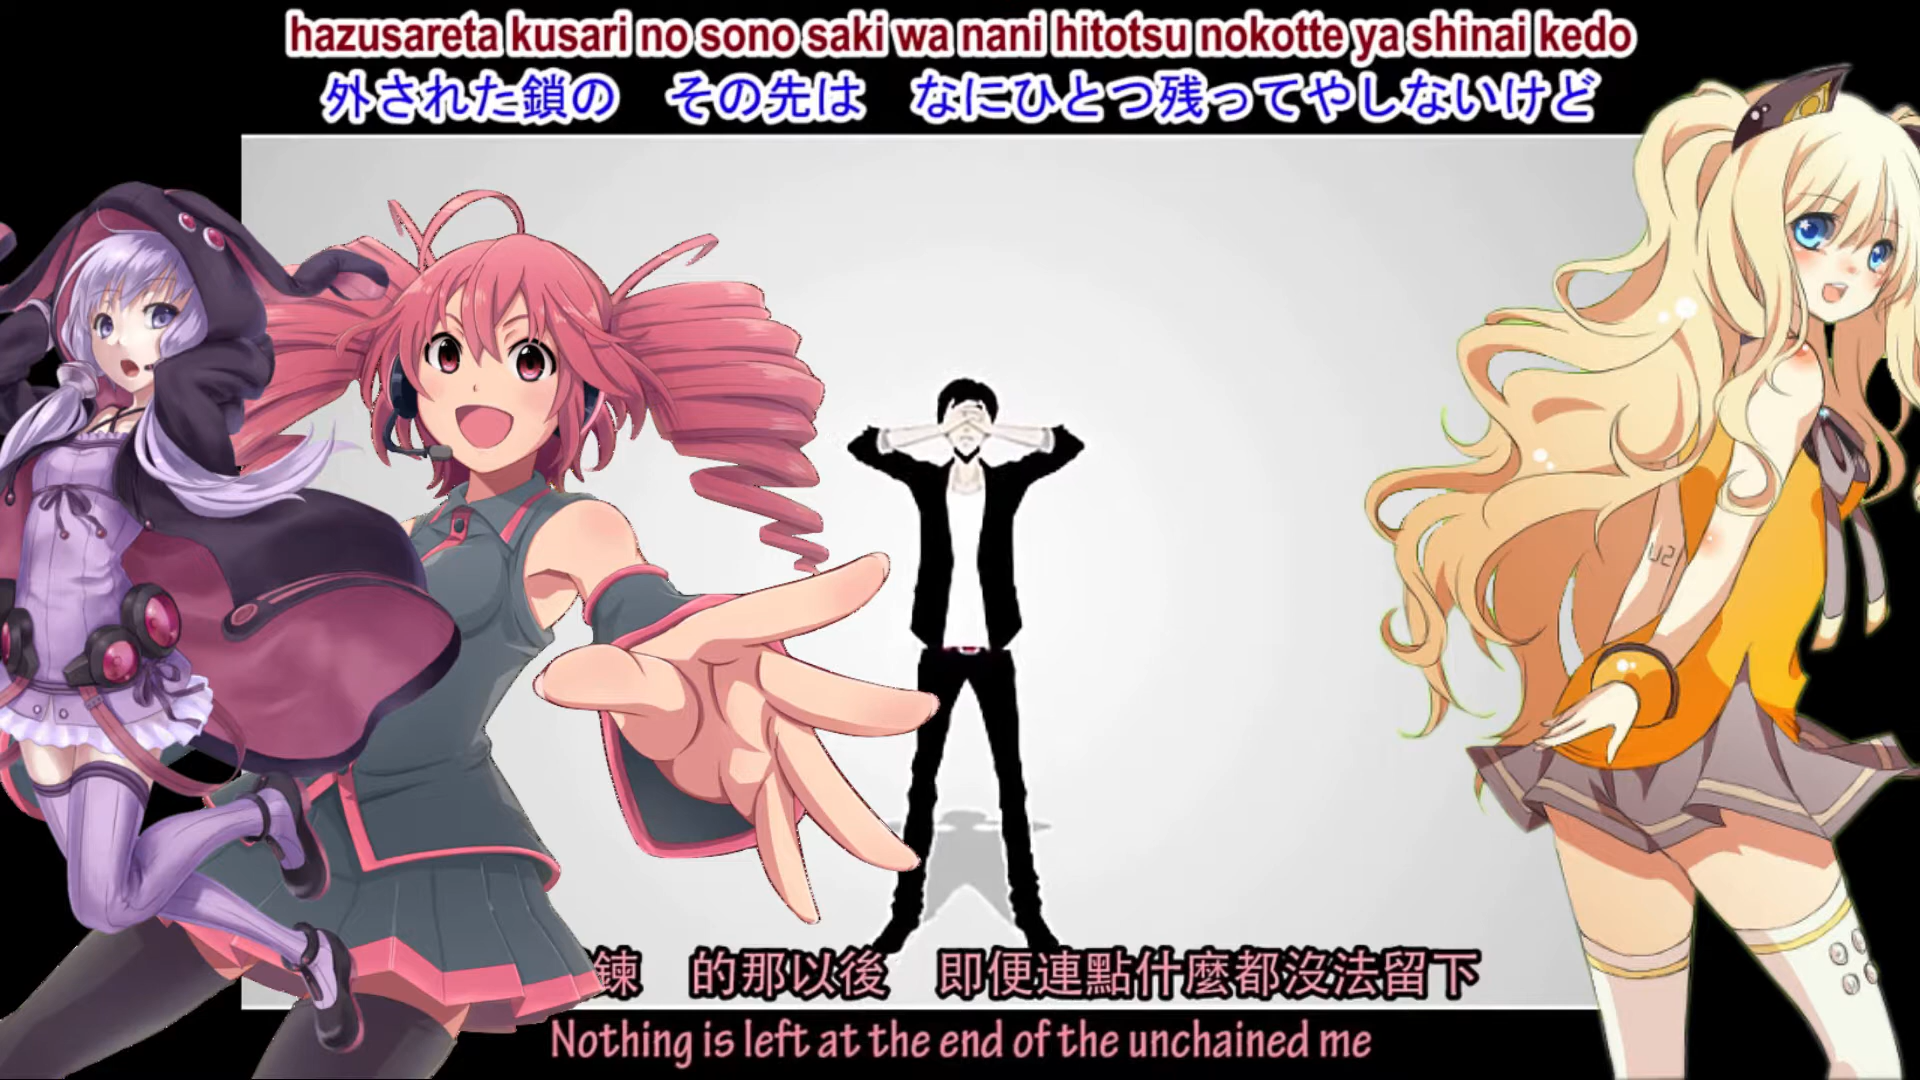 hazusareta kusari no sono saki wa nani hitotsu nokotte ya shinai kedo
外された鎖の　その先は　なにひとつ残ってやしないけど
U2
鍊　的那以後　即便連點什麼都沒法留下
Nothing is left at the end of the unchained me